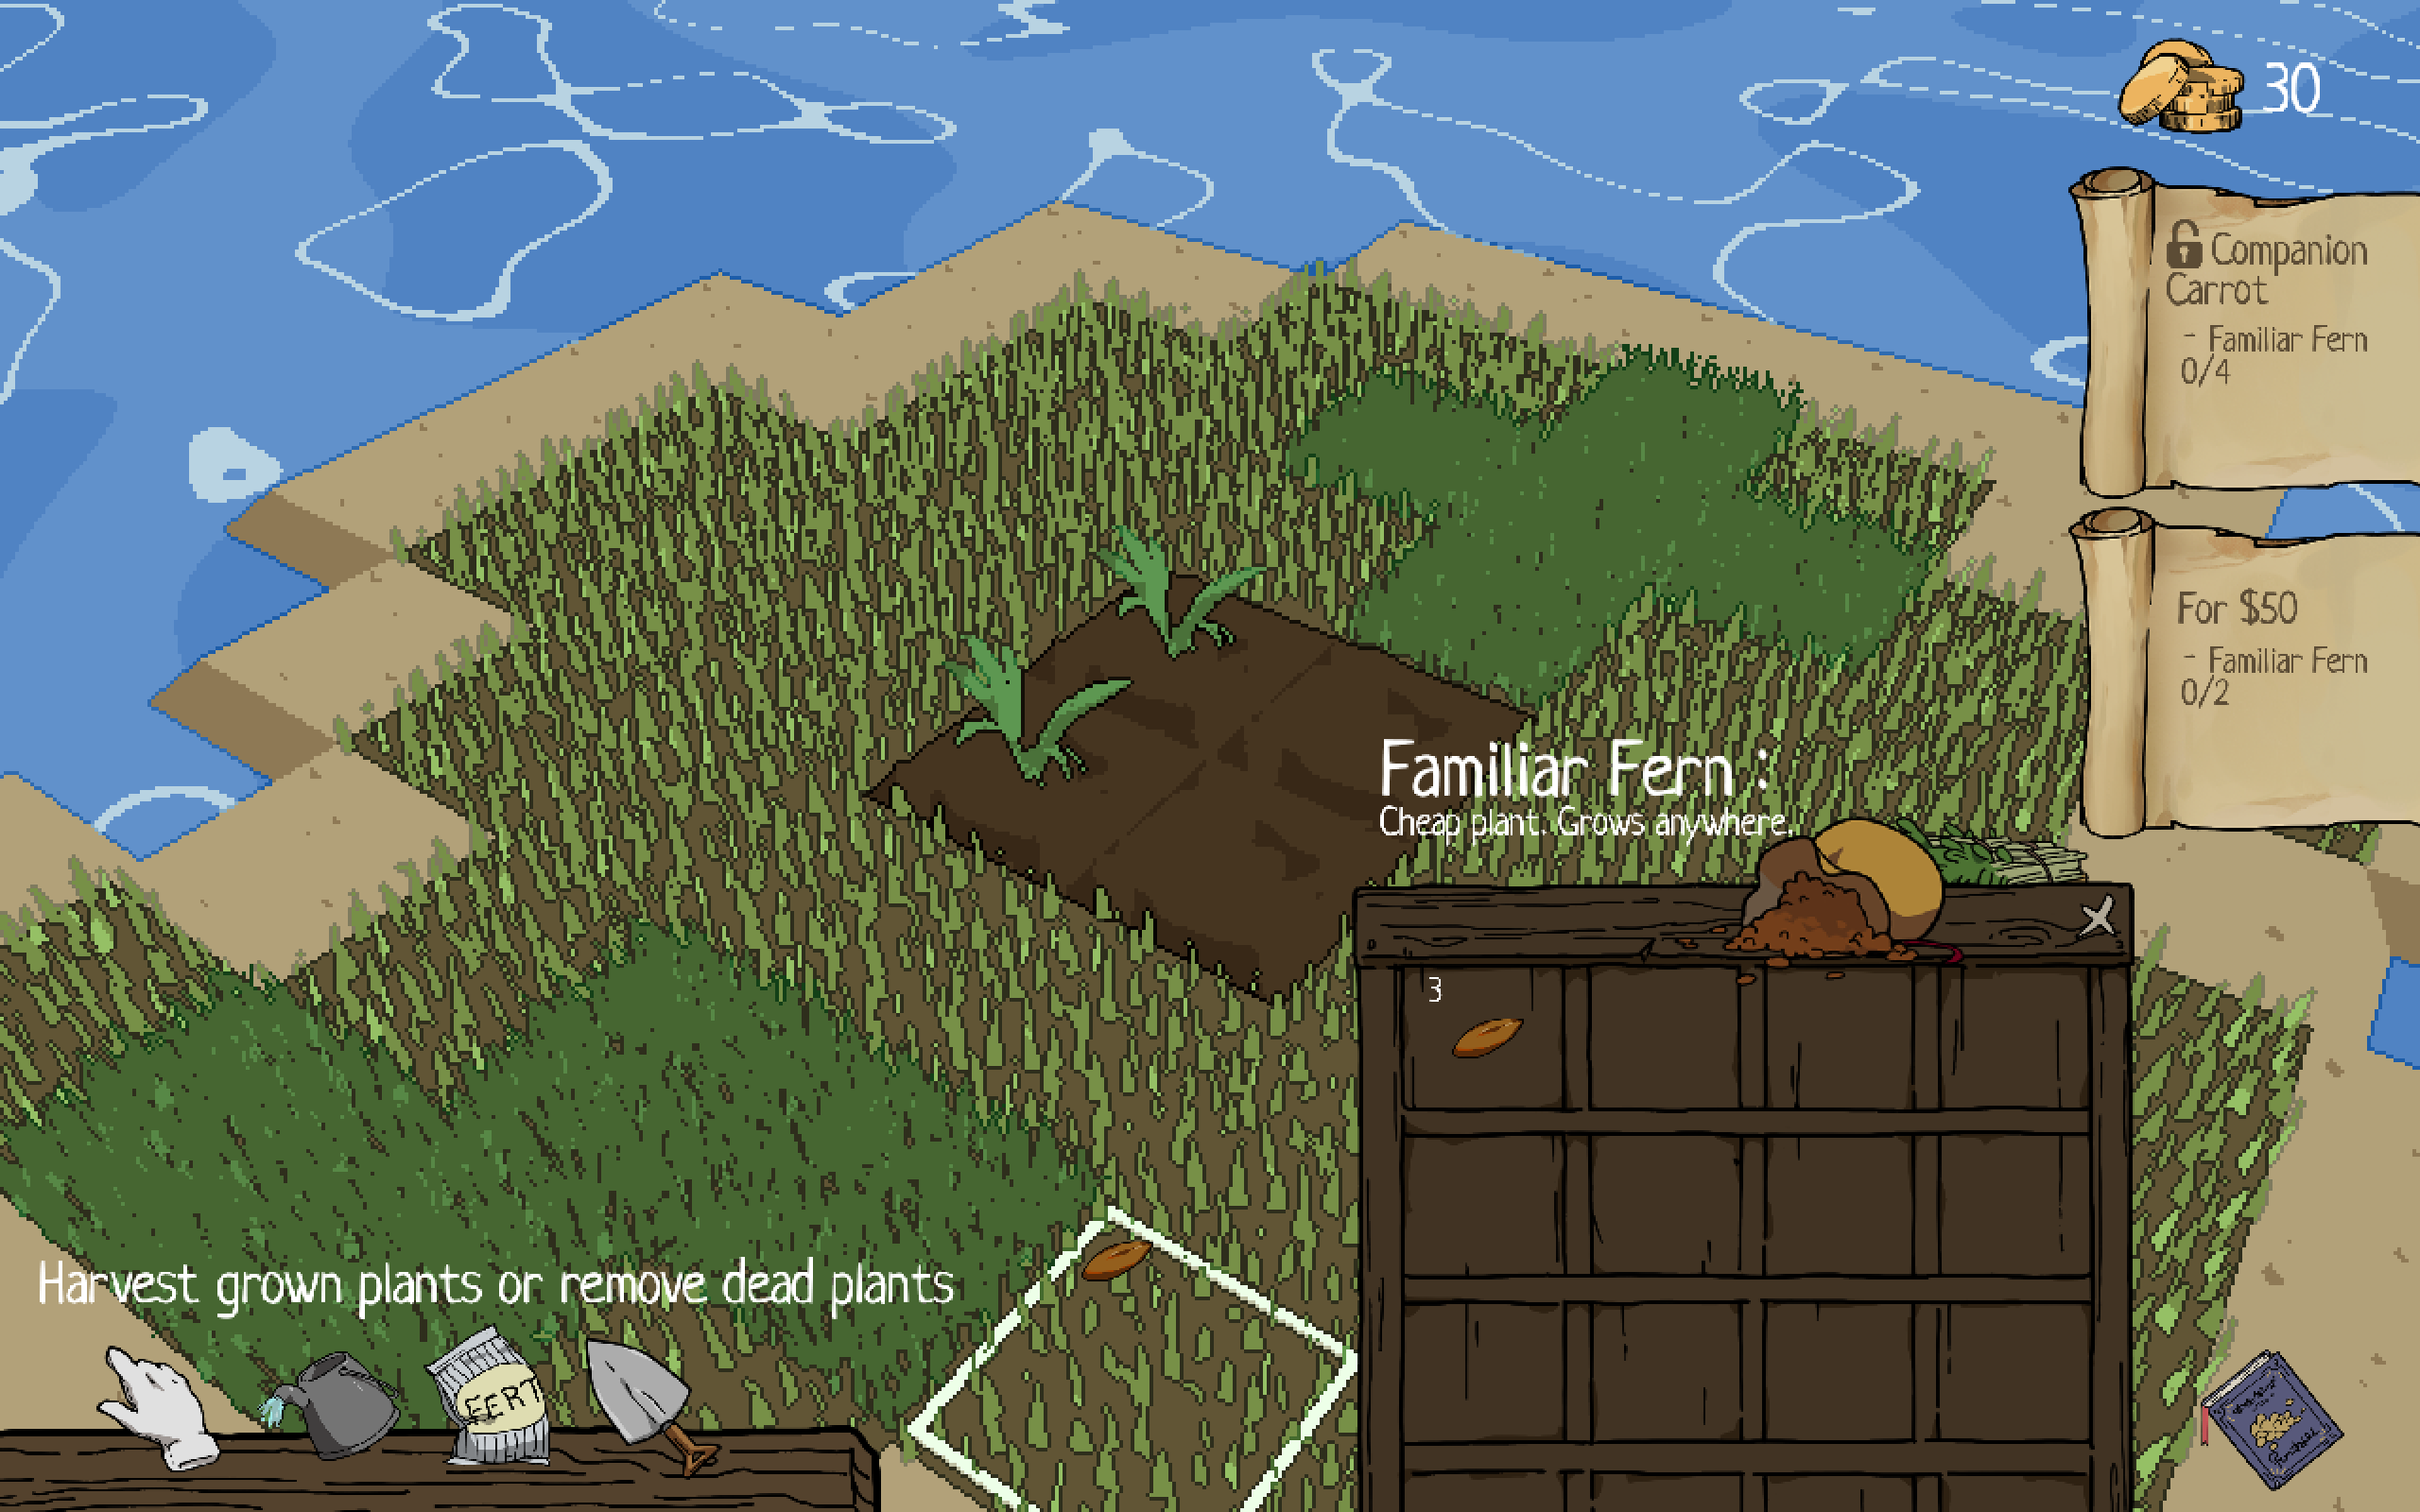 30
Companion
Carrot
- Familiar Fern
0/4
For $50
- Familiar Fern
0/2
Familiar Fern :
Cheap plant. Grows anywhere.
3
Harvest grown plants or remove dead plants
FERT